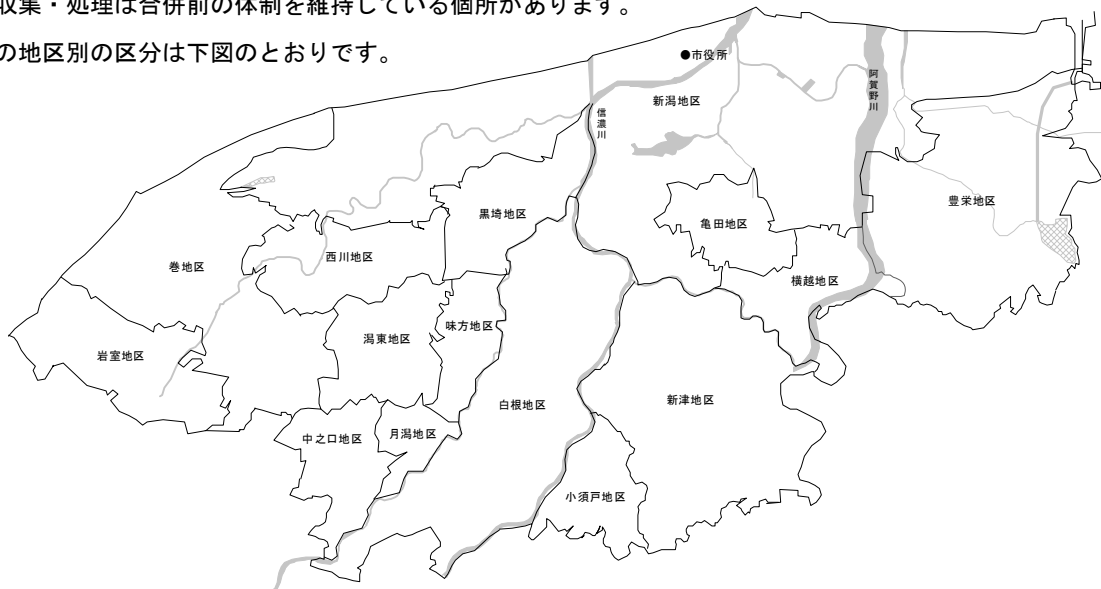 収集・処理は合併前の体制を維持している個所があります。
の地区別の区分は下図のとおりです。
●市役所
新潟地区
阿賀野川
信濃川
豊栄地区
黒埼地区
亀田地区
西川地区
巻地区
横越地区
味方地区
潟東地区
岩室地区
新津地区
白根地区
月潟地区
中之口地区
小須戸地区